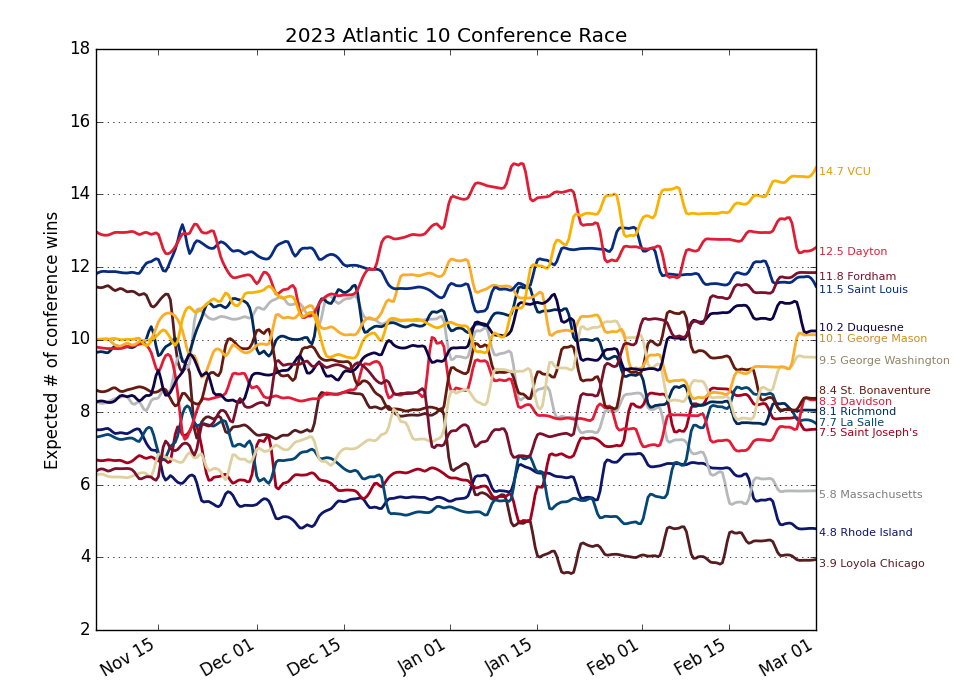 2023 Atlantic 10 Conference Race
Expected # of conference wins
18
16
14
12
10
8
6
4
2
14.7 VCU
12.5 Dayton
11.8 Fordham
11.5 Saint Louis
10.2 Duquesne
10.1 George Mason
9.5 George Washington
8.4 St. Bonaventure
8.3 Davidson
8.1 Richmond
7.7 La Salle
7.5 Saint Joseph's
5.8 Massachusetts
4.8 Rhode Island
3.9 Loyola Chicago
Nov 15
Dec 01
Dec 15
Jan 01
Jan 15
Feb 01
Feb 15
Mar 01